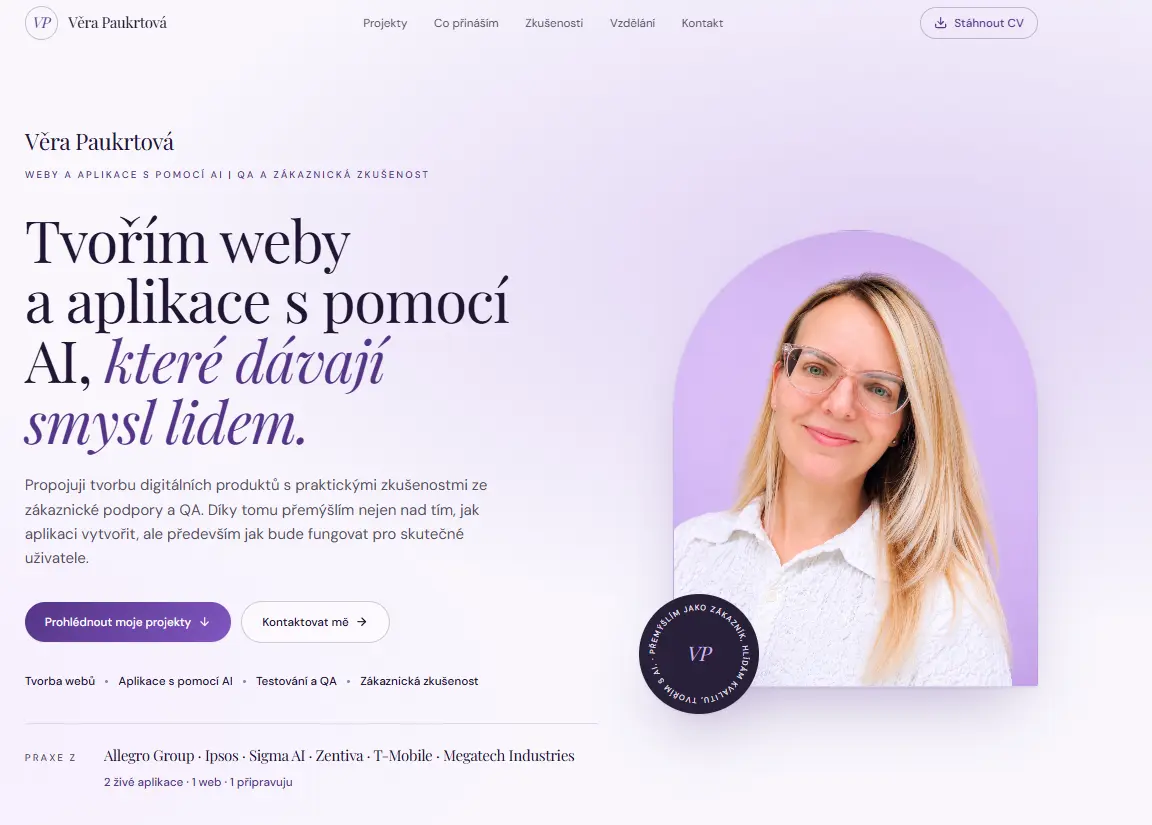 VP Věra Paukrtová Projekty Co přináším Zkušenosti Vzdělání Kontakt Stáhnout CV
Věra Paukrtová
WEBY A APLIKACE S POMOCÍ AI | QA A ZÁKAZNICKÁ ZKUŠENOST
Tvořím weby
a aplikace s pomocí
AI, které dávají
smysl lidem.
Propojuji tvorbu digitálních produktů s praktickými zkušenostmi ze
zákaznické podpory a QA. Díky tomu přemýšlím nejen nad tím, jak
aplikaci vytvořit, ale především jak bude fungovat pro skutečné
uživatele.
Prohlédnout moje projekty ↓ Kontaktovat mě →
Tvorba webů • Aplikace s pomocí AI • Testování a QA • Zákaznická zkušenost
PRAXE Z Allegro Group · Ipsos · Sigma AI · Zentiva · T-Mobile · Megatech Industries
2 živé aplikace · 1 web · 1 připravuju
PŘEMÝŠLÍM JAKO ZÁKAZNÍK. HLÍDÁM KVALITU. TVOŘÍM S AI. ·
VP